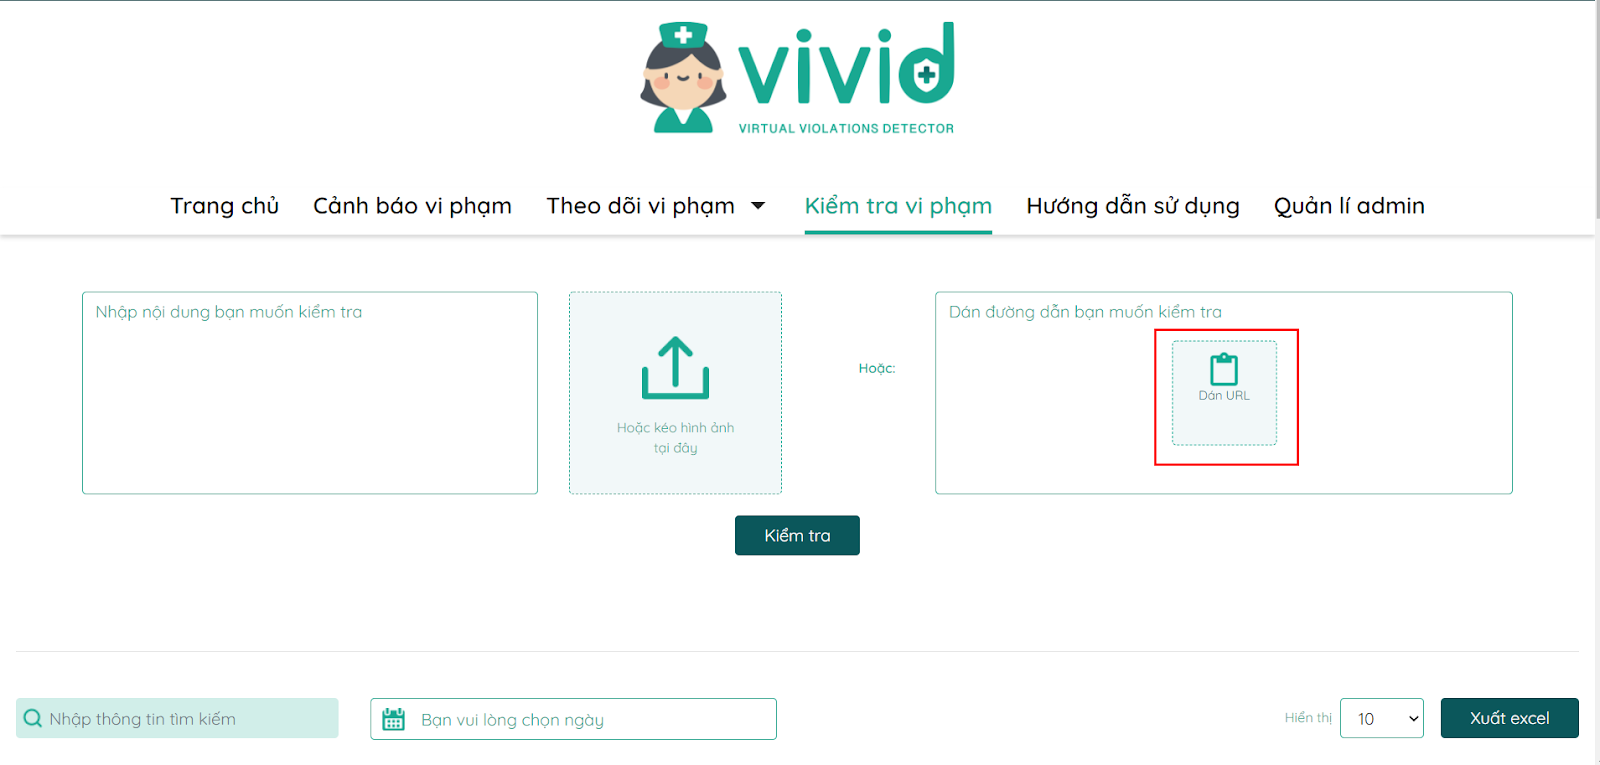 vivid
VIRTUAL VIOLATIONS DETECTOR
Trang chủ Cảnh báo vi phạm Theo dõi vi phạm Kiểm tra vi phạm Hướng dẫn sử dụng Quản lí admin
Nhập nội dung bạn muốn kiểm tra
Hoặc kéo hình ảnh
tại đây
Hoặc:
Dán đường dẫn bạn muốn kiểm tra
Dán URL
Kiểm tra
Nhập thông tin tìm kiếm
Bạn vui lòng chọn ngày
Hiển thị 10
Xuất excel